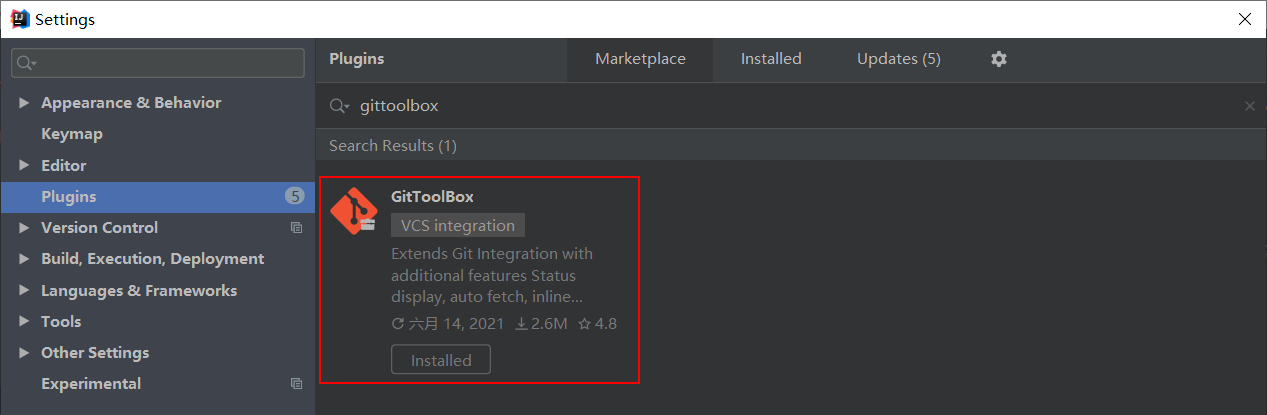 Settings
Plugins
Marketplace
Installed
Updates (5)
Appearance & Behavior
Keymap
Editor
Plugins
5
Version Control
Build, Execution, Deployment
Languages & Frameworks
Tools
Other Settings
Experimental
gittoolbox
Search Results (1)
GitToolBox
VCS integration
Extends Git Integration with
additional features Status
display, auto fetch, inline...
六月 14, 2021 2.6M 4.8
Installed